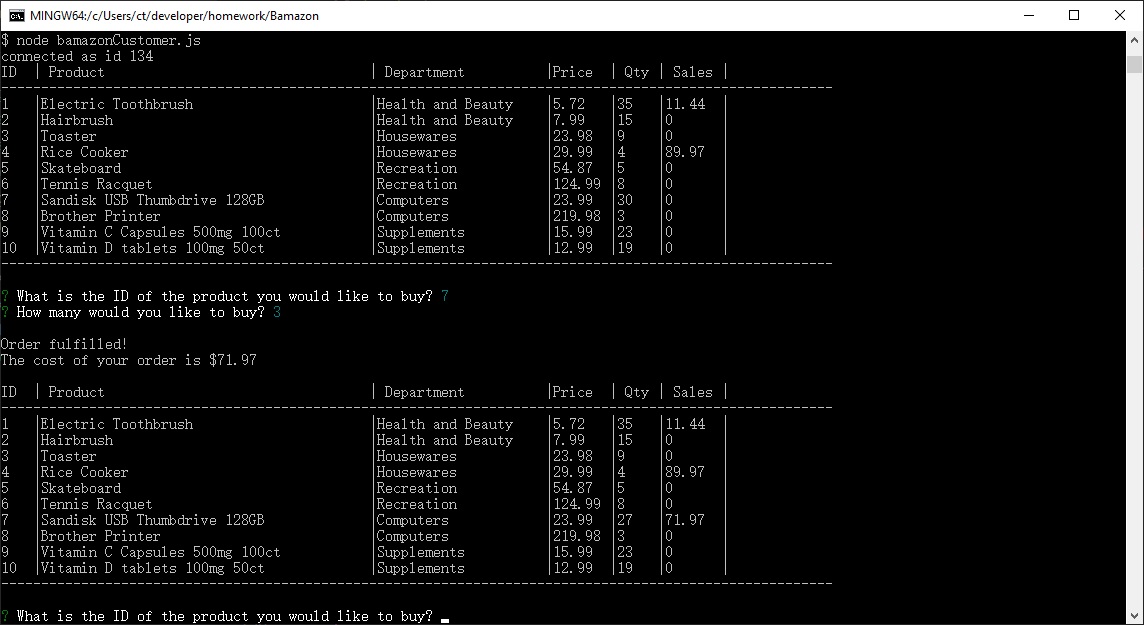 MINGW64:/c/Users/ct/developer/homework/Bamazon
$ node bamazonCustomer.js
connected as id 134
ID  | Product                                 | Department          |Price  | Qty | Sales |
--------------------------------------------------------------------------------------------------------
1   |Electric Toothbrush                      |Health and Beauty    |5.72   |35   |11.44  |
2   |Hairbrush                                |Health and Beauty    |7.99   |15   |0      |
3   |Toaster                                  |Housewares           |23.98  |9    |0      |
4   |Rice Cooker                              |Housewares           |29.99  |4    |89.97  |
5   |Skateboard                               |Recreation           |54.87  |5    |0      |
6   |Tennis Racquet                           |Recreation           |124.99 |8    |0      |
7   |Sandisk USB Thumbdrive 128GB             |Computers            |23.99  |30   |0      |
8   |Brother Printer                          |Computers            |219.98 |3    |0      |
9   |Vitamin C Capsules 500mg 100ct           |Supplements          |15.99  |23   |0      |
10  |Vitamin D tablets 100mg 50ct             |Supplements          |12.99  |19   |0      |
--------------------------------------------------------------------------------------------------------
? What is the ID of the product you would like to buy? 7
? How many would you like to buy? 3
Order fulfilled!
The cost of your order is $71.97
ID  | Product                                 | Department          |Price  | Qty | Sales |
--------------------------------------------------------------------------------------------------------
1   |Electric Toothbrush                      |Health and Beauty    |5.72   |35   |11.44  |
2   |Hairbrush                                |Health and Beauty    |7.99   |15   |0      |
3   |Toaster                                  |Housewares           |23.98  |9    |0      |
4   |Rice Cooker                              |Housewares           |29.99  |4    |89.97  |
5   |Skateboard                               |Recreation           |54.87  |5    |0      |
6   |Tennis Racquet                           |Recreation           |124.99 |8    |0      |
7   |Sandisk USB Thumbdrive 128GB             |Computers            |23.99  |27   |71.97  |
8   |Brother Printer                          |Computers            |219.98 |3    |0      |
9   |Vitamin C Capsules 500mg 100ct           |Supplements          |15.99  |23   |0      |
10  |Vitamin D tablets 100mg 50ct             |Supplements          |12.99  |19   |0      |
--------------------------------------------------------------------------------------------------------
? What is the ID of the product you would like to buy?